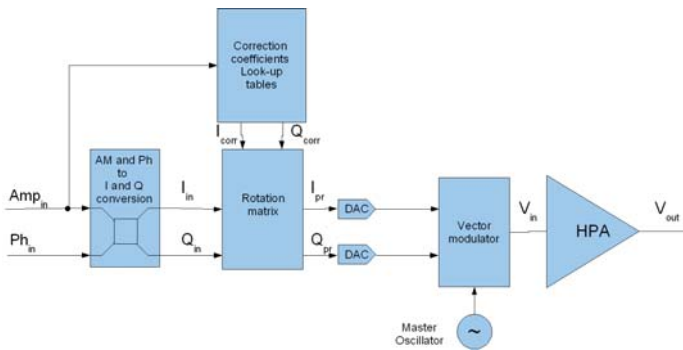 Correction
coefficients
Look-up
tables
I corr
Q corr
AM and Ph
to
I and Q
conversion
Amp in
Ph in
I in
Q in
Rotation
matrix
I pr
Q pr
DAC
DAC
Vector
modulator
V in
HPA
V out
Master
Oscillator
~